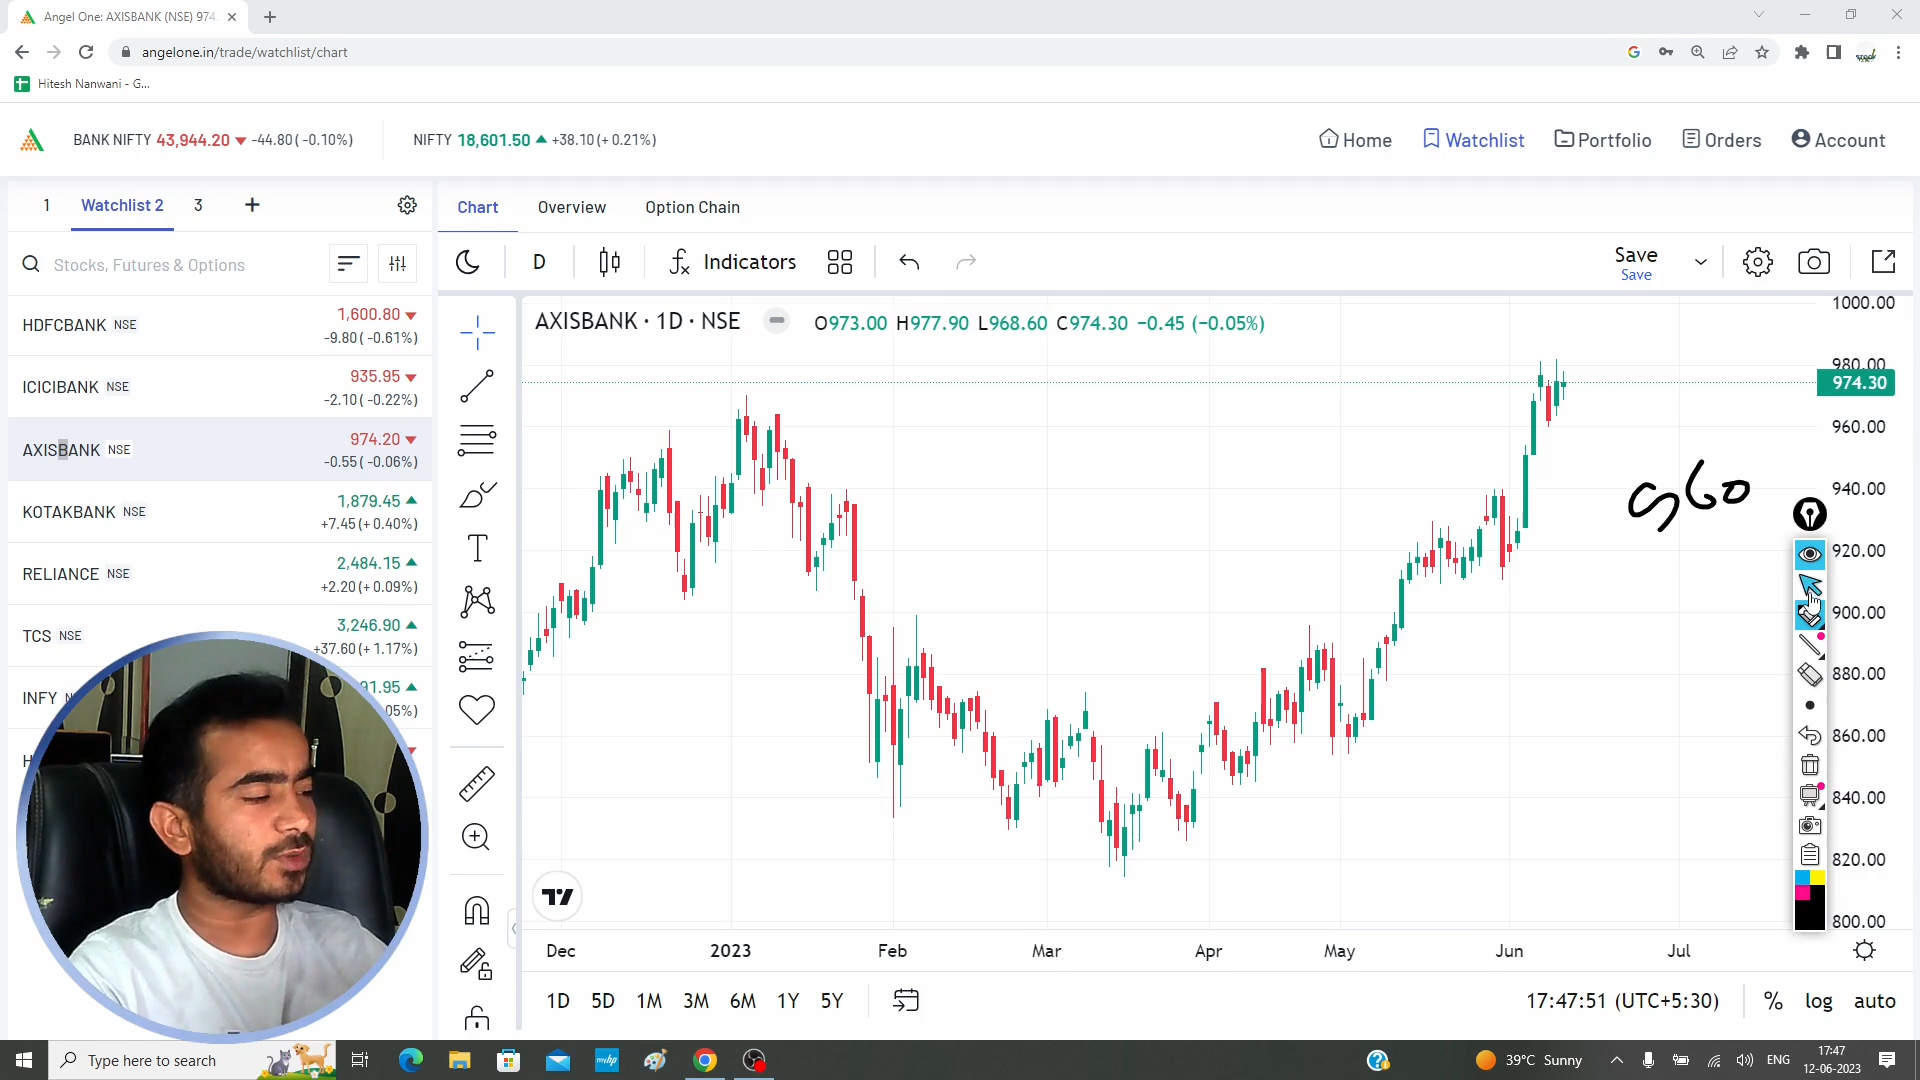 Angel One: AXISBANK (NSE) 974.
angelone.in/trade/watchlist/chart
Hitesh Nanwani - G...
BANK NIFTY 43,944.20 -44.80 ( -0.10%)
NIFTY 18,601.50 +38.10 (+ 0.21%)
Home
Watchlist
Portfolio
Orders
Account
1
Watchlist 2
3
+
Chart
Overview
Option Chain
Stocks, Futures & Options
D
Indicators
Save
Save
HDFCBANK NSE
1,600.80
-9.80 ( -0.61%)
ICICIBANK NSE
935.95
-2.10 ( -0.22%)
AXISBANK NSE
974.20
-0.55 ( -0.06%)
KOTAKBANK NSE
1,879.45
+7.45 (+ 0.40%)
RELIANCE NSE
2,484.15
+2.20 (+ 0.09%)
TCS NSE
3,246.90
+37.60 (+ 1.17%)
INFY
91.95
05%)
H
AXISBANK · 1D · NSE
O973.00 H977.90 L968.60 C974.30 −0.45 (−0.05%)
1000.00
980.00
974.30
960.00
940.00
920.00
900.00
880.00
860.00
840.00
820.00
800.00
960
Dec
2023
Feb
Mar
Apr
May
Jun
Jul
1D
5D
1M
3M
6M
1Y
5Y
17:47:51 (UTC+5:30)
%
log
auto
Type here to search
myhp
39°C Sunny
ENG
17:47
12-06-2023